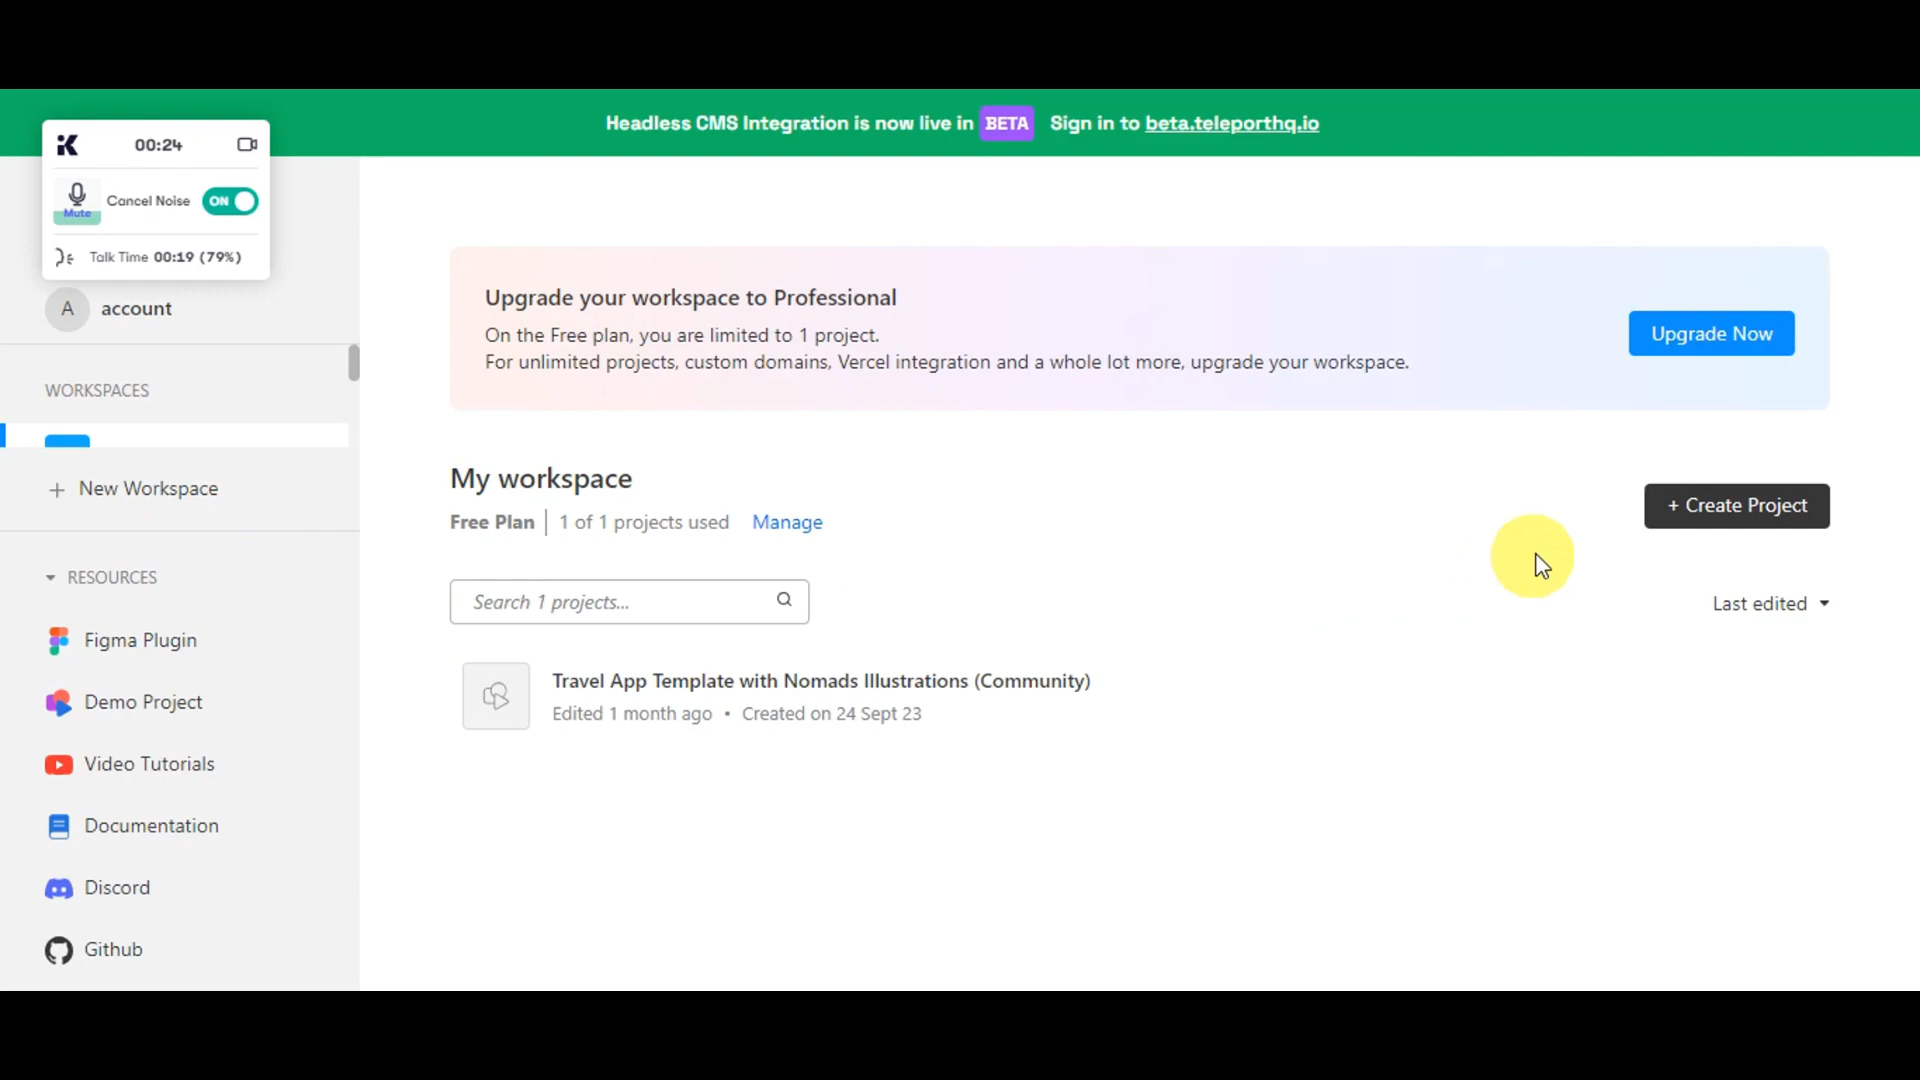 Headless CMS Integration is now live in BETA Sign in to beta.teleporthq.io
00:24
Mute
Cancel Noise ON
Talk Time 00:19 (79%)
A account
WORKSPACES
+ New Workspace
RESOURCES
Figma Plugin
Demo Project
Video Tutorials
Documentation
Discord
Github
Upgrade your workspace to Professional
On the Free plan, you are limited to 1 project.
For unlimited projects, custom domains, Vercel integration and a whole lot more, upgrade your workspace.
Upgrade Now
My workspace
Free Plan | 1 of 1 projects used Manage
+ Create Project
Search 1 projects...
Last edited
Travel App Template with Nomads Illustrations (Community)
Edited 1 month ago • Created on 24 Sept 23